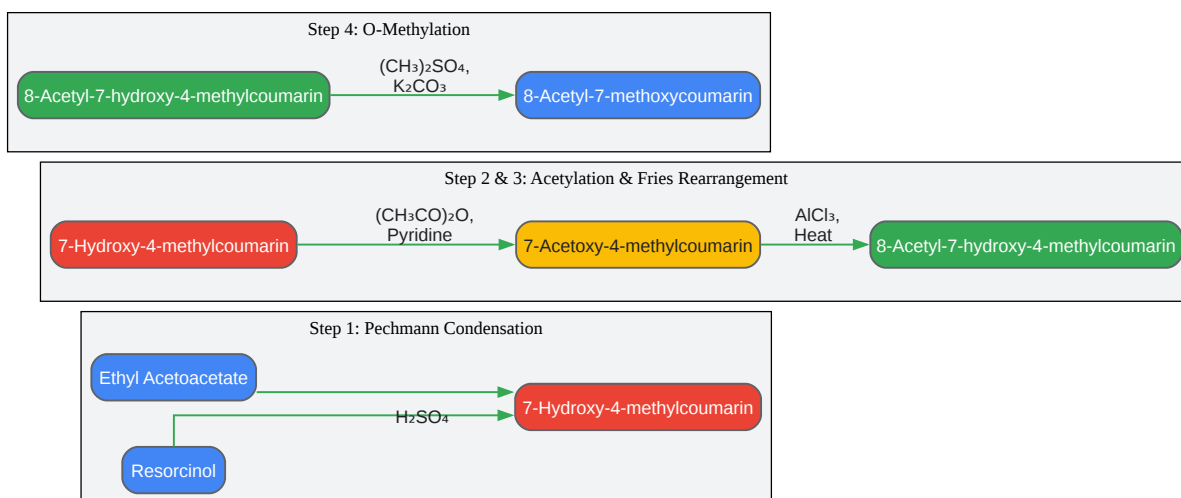 Step 4: O-Methylation
8-Acetyl-7-hydroxy-4-methylcoumarin
(CH₃)₂SO₄,
K₂CO₃
8-Acetyl-7-methoxycoumarin
Step 2 & 3: Acetylation & Fries Rearrangement
7-Hydroxy-4-methylcoumarin
(CH₃CO)₂O,
Pyridine
7-Acetoxy-4-methylcoumarin
AlCl₃,
Heat
8-Acetyl-7-hydroxy-4-methylcoumarin
Step 1: Pechmann Condensation
Ethyl Acetoacetate
7-Hydroxy-4-methylcoumarin
H₂SO₄
Resorcinol